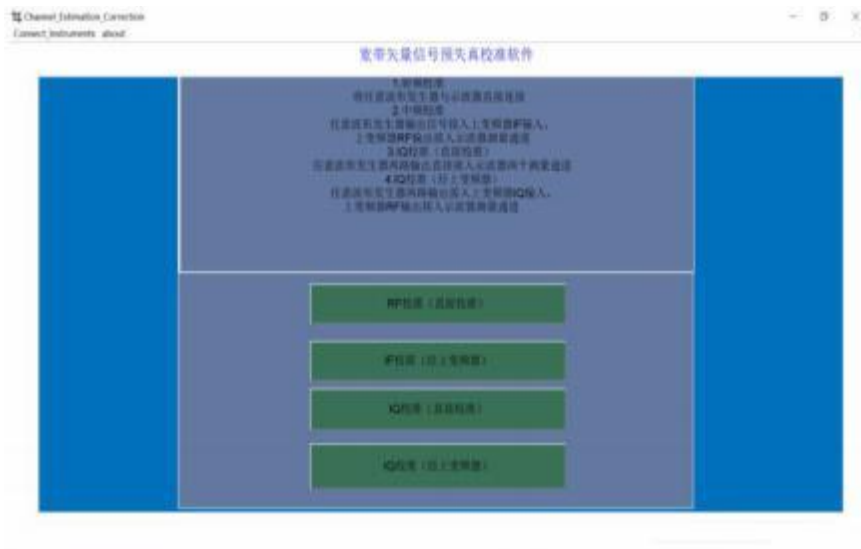 Channel_Estimation_Correction
Connect_Instruments about
宽带矢量信号预失真校准软件
1.射频校准
将任意波形发生器与示波器直接连接
2.中频校准
任意波形发生器输出信号接入上变频器IF输入，
上变频器RF输出接入示波器测量通道
3.IQ校准（直接校准）
任意波形发生器两路输出直接接入示波器两个测量通道
4.IQ校准（经上变频器）
任意波形发生器两路输出接入上变频器IQ输入，
上变频器RF输出接入示波器测量通道
RF校准（直接校准）
IF校准（经上变频器）
IQ校准（直接校准）
IQ校准（经上变频器）